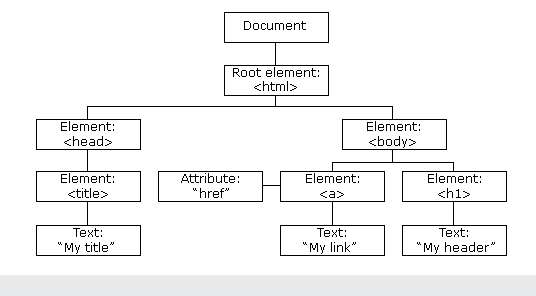 Document
Root element:
<html>
Element:
<head>
Element:
<body>
Element:
<title>
Attribute:
“href”
Element:
<a>
Element:
<h1>
Text:
“My title”
Text:
“My link”
Text:
“My header”